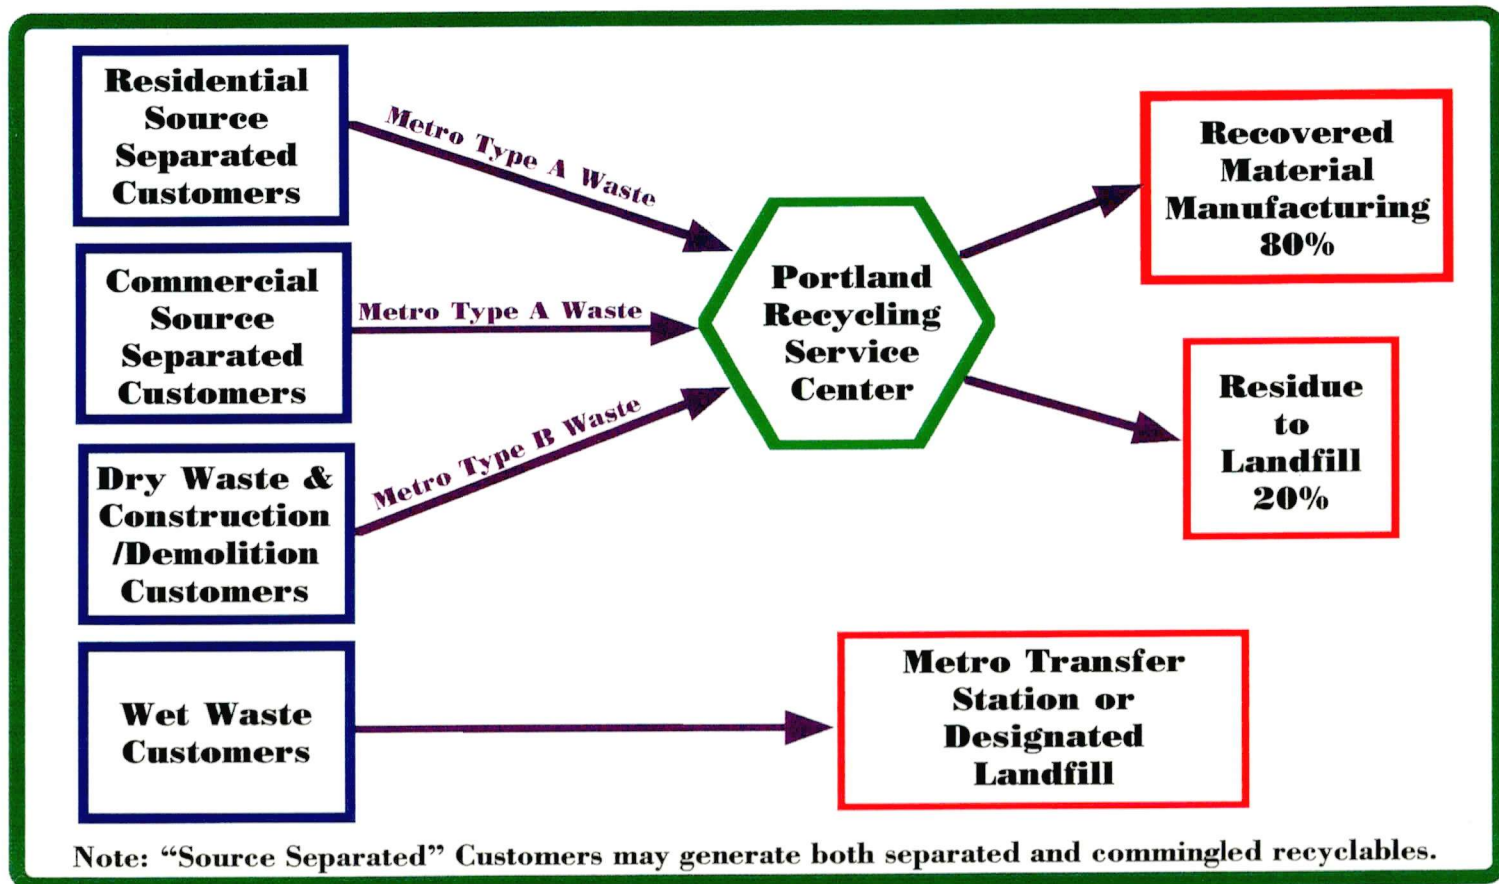 Residential
Source
Separated
Customers
Metro Type A Waste
Commercial
Source
Separated
Customers
Metro Type A Waste
Dry Waste &
Construction
/Demolition
Customers
Metro Type B Waste
Wet Waste
Customers
Portland
Recycling
Service
Center
Recovered
Material
Manufacturing
80%
Residue
to
Landfill
20%
Metro Transfer
Station or
Designated
Landfill
Note: “Source Separated” Customers may generate both separated and commingled recyclables.